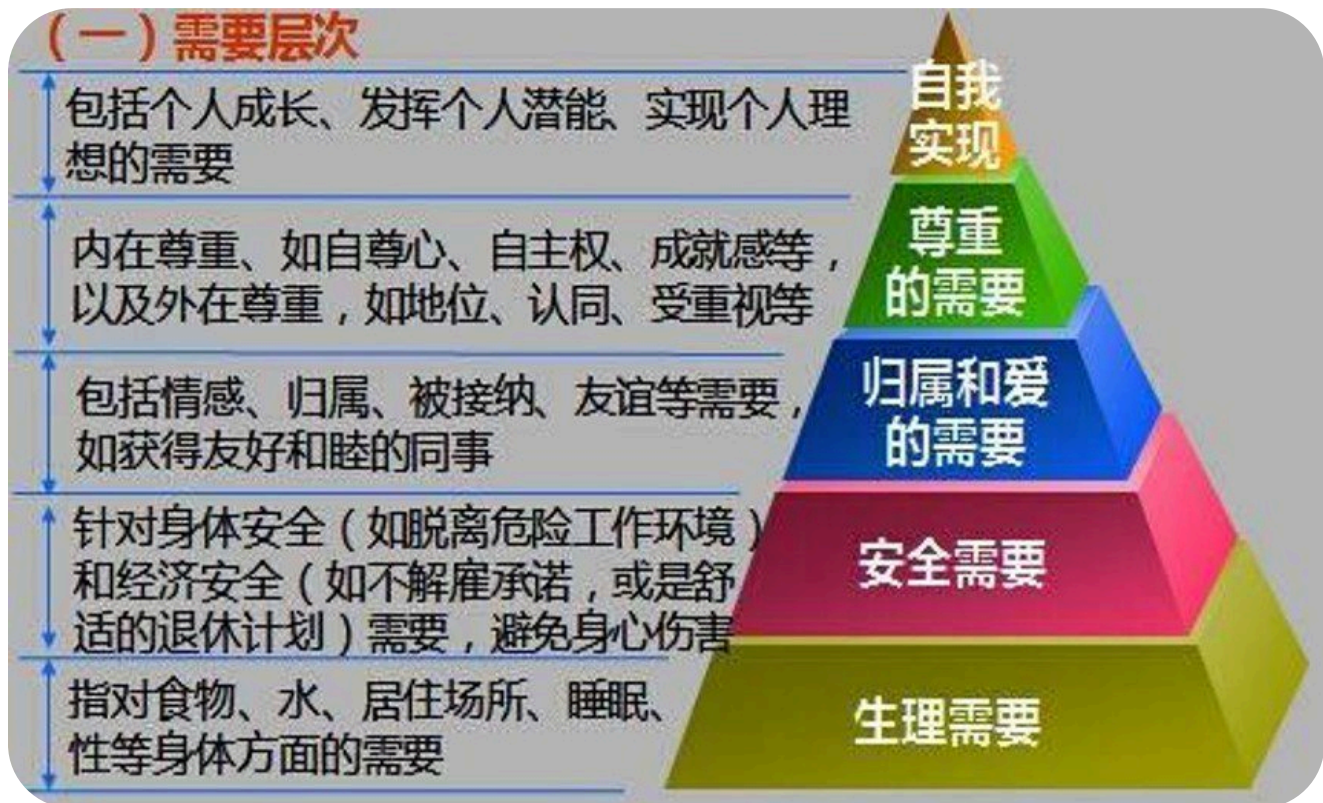 （一）需要层次
包括个人成长、发挥个人潜能、实现个人理
想的需要
自我
实现
内在尊重、如自尊心、自主权、成就感等，
以及外在尊重，如地位、认同、受重视等
尊重
的需要
包括情感、归属、被接纳、友谊等需要，
如获得友好和睦的同事
归属和爱
的需要
针对身体安全（如脱离危险工作环境）
和经济安全（如不解雇承诺，或是舒
适的退休计划）需要，避免身心伤害
安全需要
指对食物、水、居住场所、睡眠、
性等身体方面的需要
生理需要